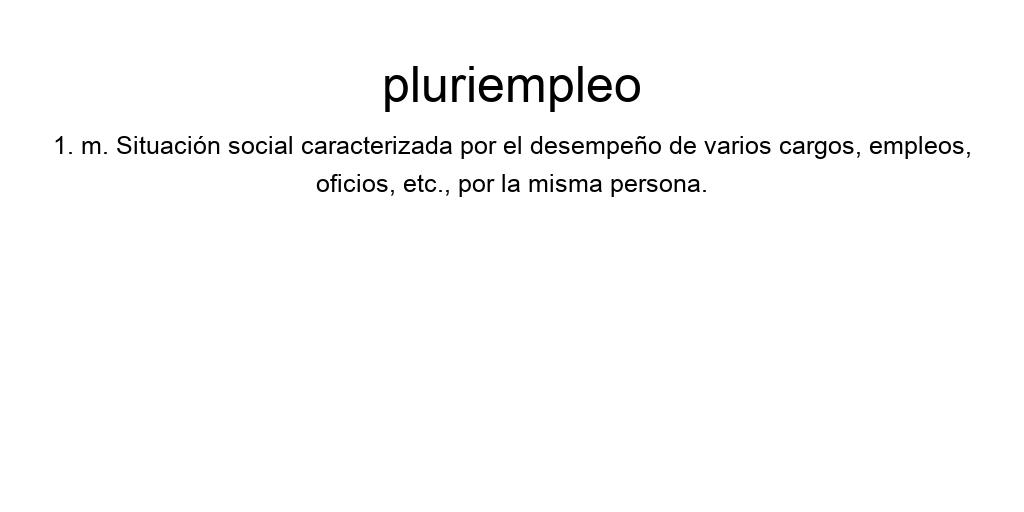 pluriempleo
1. m. Situación social caracterizada por el desempeño de varios cargos, empleos,
oficios, etc., por la misma persona.